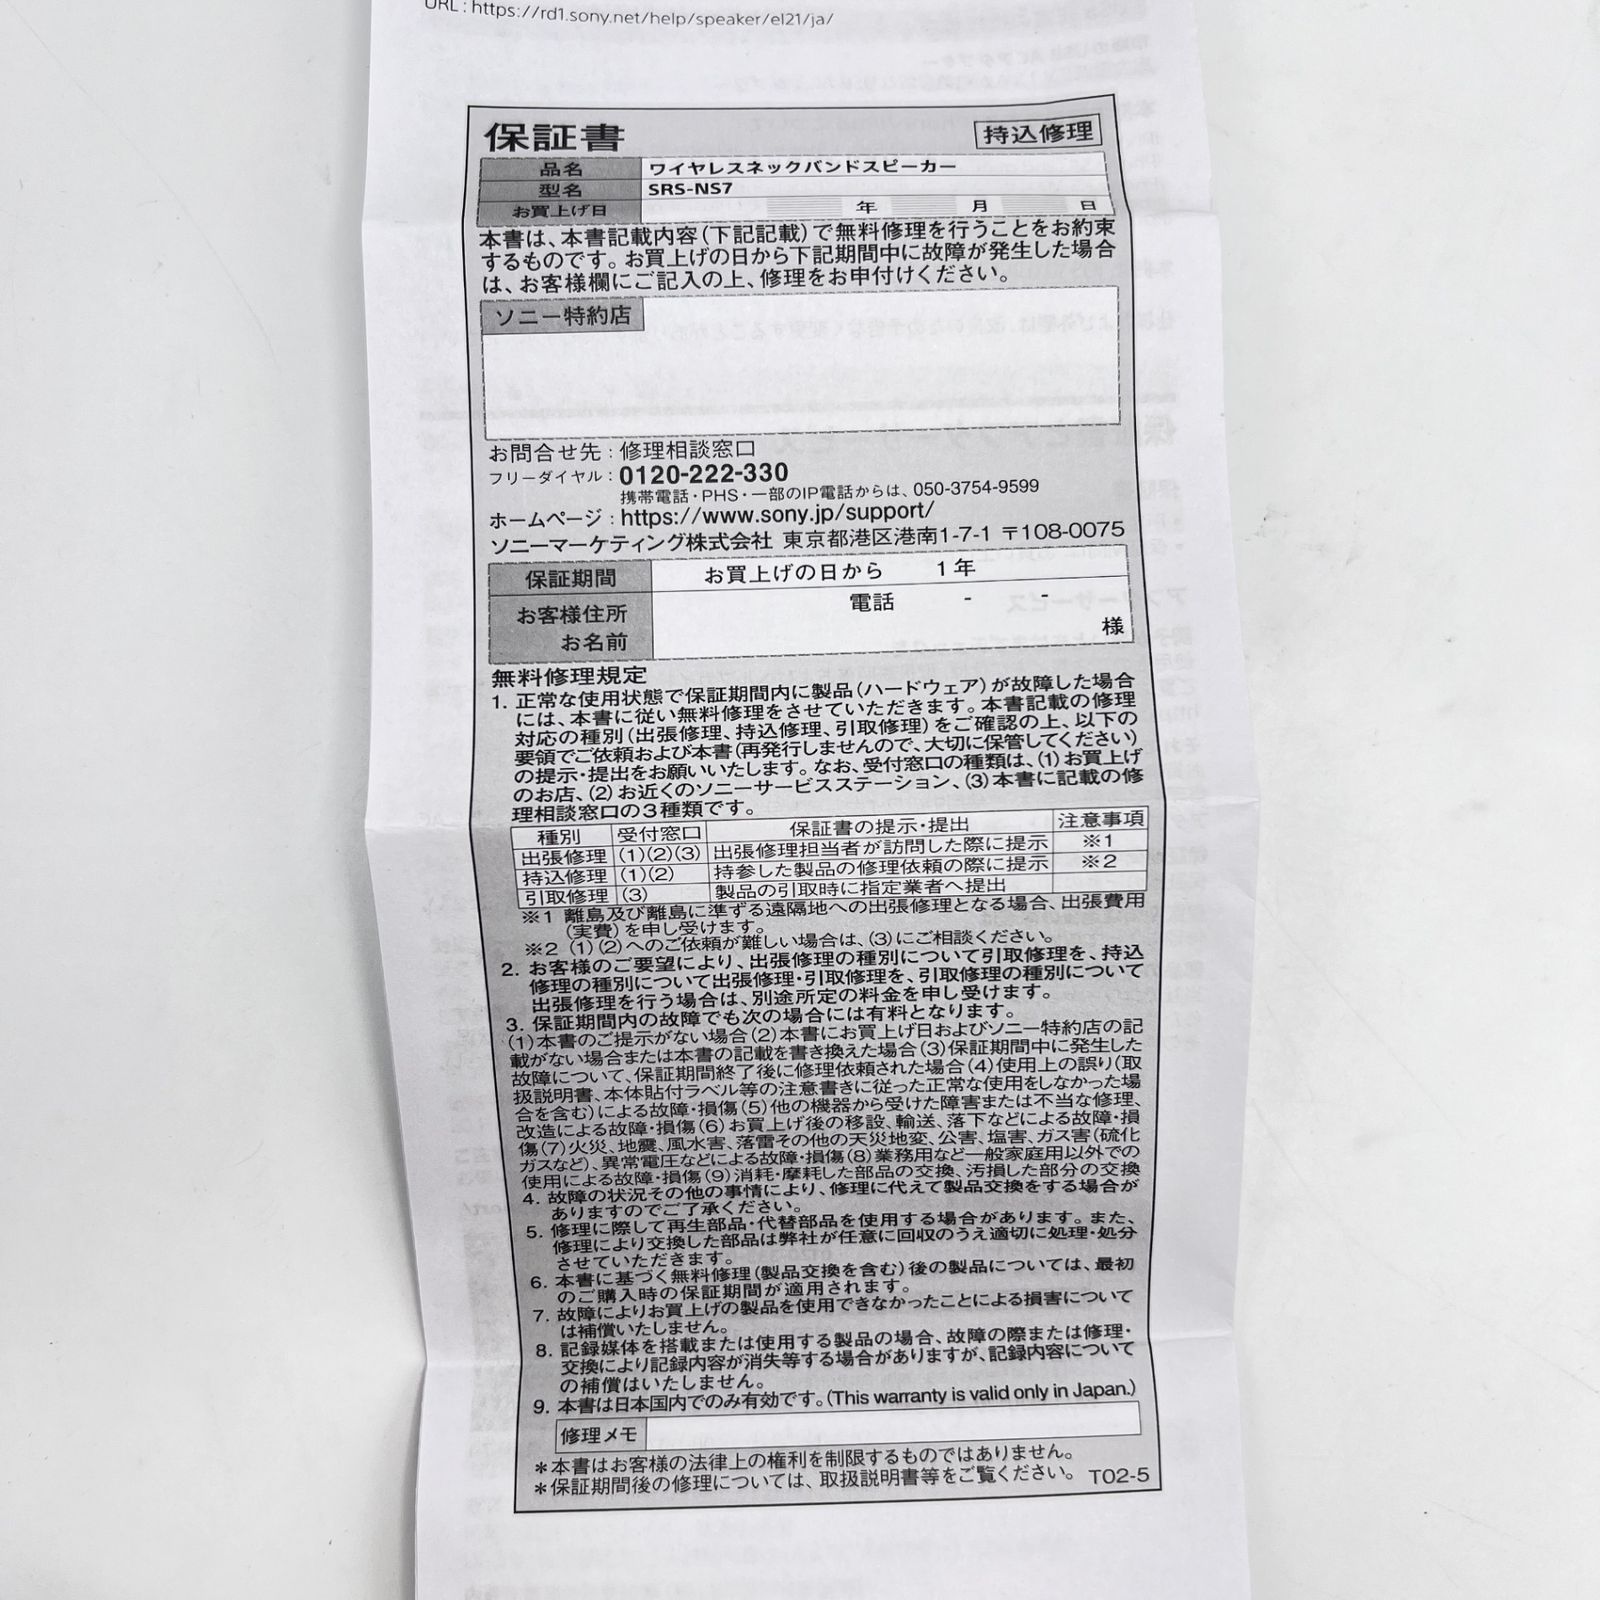 URL : https://rd1.sony.net/help/speaker/el21/ja/
保証書
持込修理
品名 ワイヤレスネックバンドスピーカー
型名 SRS-NS7
お買上げ日 年 月 日
本書は、本書記載内容(下記記載)で無料修理を行うことをお約束
するものです。お買上げの日から下記期間中に故障が発生した場合
は、お客様欄にご記入の上、修理をお申付けください。
ソニー特約店
お問合せ先 : 修理相談窓口
フリーダイヤル : 0120-222-330
携帯電話・PHS・一部のIP電話からは、050-3754-9599
ホームページ : https://www.sony.jp/support/
ソニーマーケティング株式会社 東京都港区港南1-7-1 〒108-0075
保証期間 お買上げの日から 1年
お客様住所 電話 - -
お名前 様
無料修理規定
1. 正常な使用状態で保証期間内に製品(ハードウェア)が故障した場合
には、本書に従い無料修理をさせていただきます。本書記載の修理
対応の種別(出張修理、持込修理、引取修理)をご確認の上、以下の
要領でご依頼および本書(再発行しませんので、大切に保管してください)
の提示・提出をお願いいたします。なお、受付窓口の種類は、(1)お買上げ
のお店、(2)お近くのソニーサービスステーション、(3)本書に記載の修
理相談窓口の3種類です。
種別 受付窓口 保証書の提示・提出 注意事項
出張修理 (1)(2)(3) 出張修理担当者が訪問した際に提示 ※1
持込修理 (1)(2) 持参した製品の修理依頼の際に提示 ※2
引取修理 (3) 製品の引取時に指定業者へ提出
※1 離島及び離島に準ずる遠隔地への出張修理となる場合、出張費用
(実費)を申し受けます。
※2 (1)(2)へのご依頼が難しい場合は、(3)にご相談ください。
2. お客様のご要望により、出張修理の種別について引取修理を、持込
修理の種別について出張修理・引取修理を、引取修理の種別について
出張修理を行う場合は、別途所定の料金を申し受けます。
3. 保証期間内の故障でも次の場合には有料となります。
(1)本書のご提示がない場合(2)本書にお買上げ日およびソニー特約店の記
載がない場合または本書の記載を書き換えた場合(3)保証期間中に発生した
故障について、保証期間終了後に修理依頼された場合(4)使用上の誤り(取
扱説明書、本体貼付ラベル等の注意書きに従った正常な使用をしなかった場
合を含む)による故障・損傷(5)他の機器から受けた障害または不当な修理、
改造による故障・損傷(6)お買上げ後の移設、輸送、落下などによる故障・損
傷(7)火災、地震、風水害、落雷その他の天災地変、公害、塩害、ガス害(硫化
ガスなど)、異常電圧などによる故障・損傷(8)業務用など一般家庭用以外での
使用による故障・損傷(9)消耗・摩耗した部品の交換、汚損した部分の交換
4. 故障の状況その他の事情により、修理に代えて製品交換をする場合が
ありますのでご了承ください。
5. 修理に際して再生部品・代替部品を使用する場合があります。また、
修理により交換した部品は弊社が任意に回収のうえ適切に処理・処分
させていただきます。
6. 本書に基づく無料修理(製品交換を含む)後の製品については、最初
のご購入時の保証期間が適用されます。
7. 故障によりお買上げの製品を使用できなかったことによる損害について
は補償いたしません。
8. 記録媒体を搭載または使用する製品の場合、故障の際または修理・
交換により記録内容が消失等する場合がありますが、記録内容について
の補償はいたしません。
9. 本書は日本国内でのみ有効です。(This warranty is valid only in Japan.)
修理メモ
＊本書はお客様の法律上の権利を制限するものではありません。
＊保証期間後の修理については、取扱説明書等をご覧ください。 T02-5